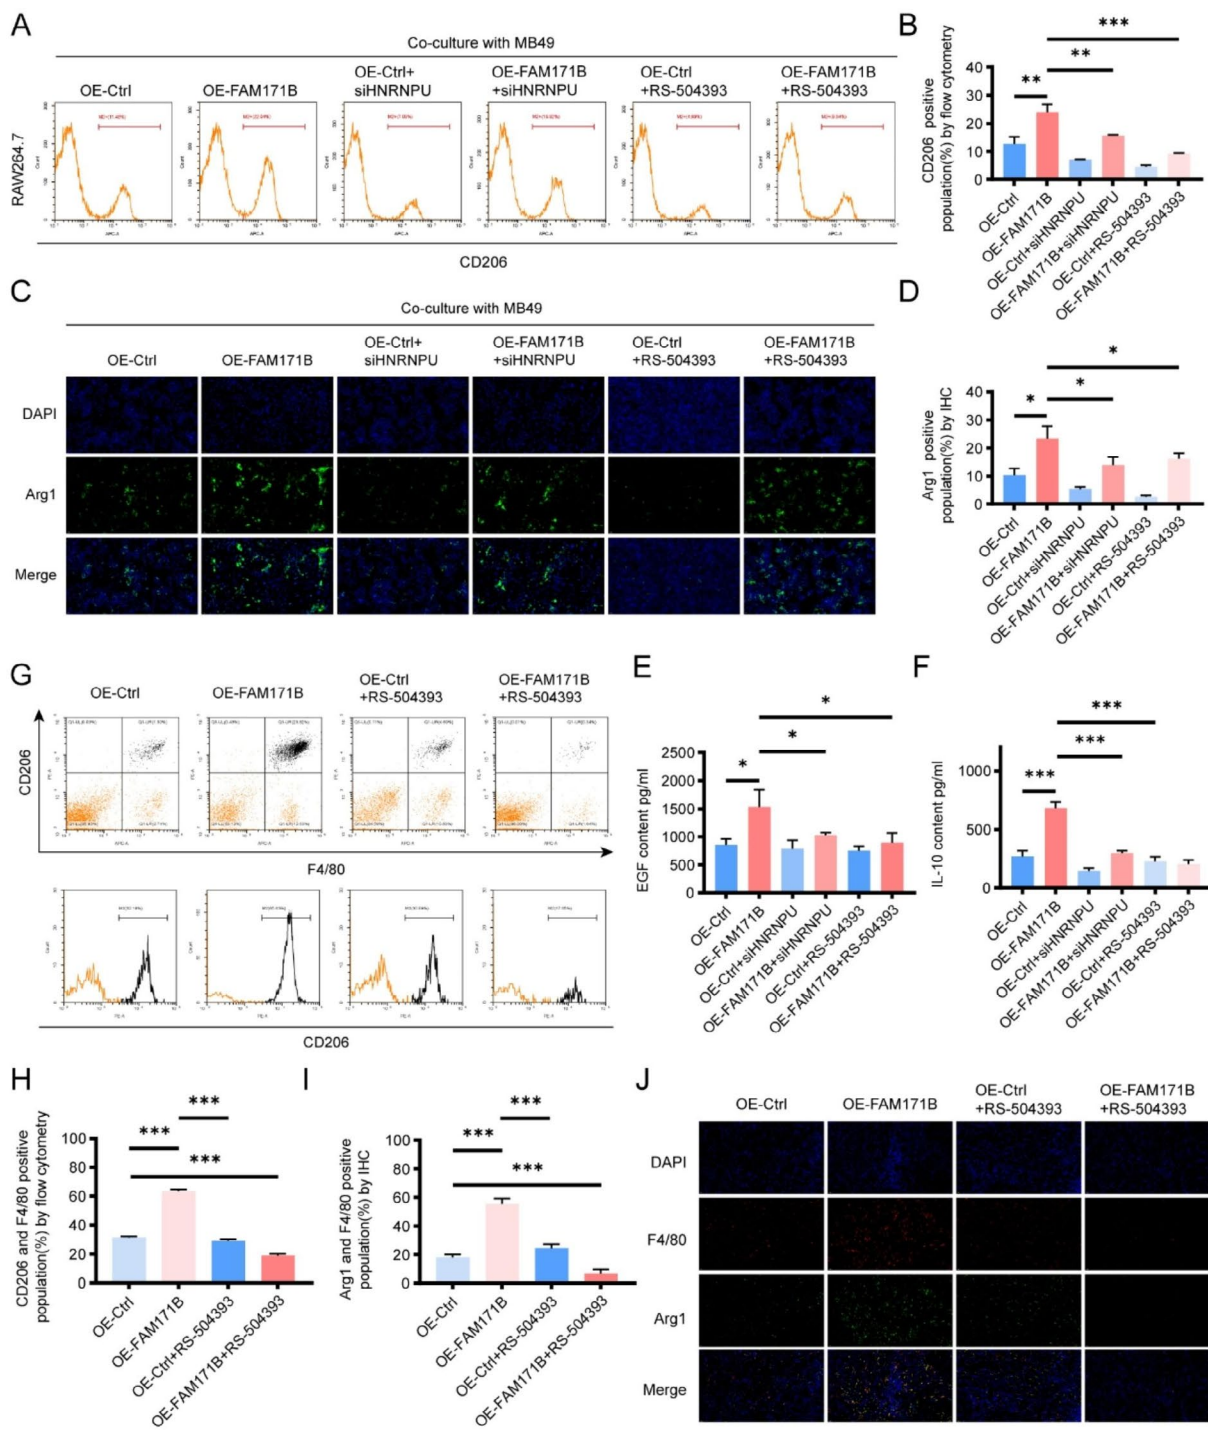 A
Co-culture with MB49
OE-Ctrl
OE-FAM171B
OE-Ctrl+
siHNRNPU
OE-FAM171B
+siHNRNPU
OE-Ctrl
+RS-504393
OE-FAM171B
+RS-504393
RAW264.7
Count
APC-A
CD206
B
***
**
**
CD206 positive
population(%) by flow cytometry
40
30
20
10
0
OE-Ctrl
OE-FAM171B
OE-Ctrl+siHNRNPU
OE-FAM171B+siHNRNPU
OE-Ctrl+RS-504393
OE-FAM171B+RS-504393
C
Co-culture with MB49
OE-Ctrl
OE-FAM171B
OE-Ctrl+
siHNRNPU
OE-FAM171B
+siHNRNPU
OE-Ctrl
+RS-504393
OE-FAM171B
+RS-504393
DAPI
Arg1
Merge
D
*
*
*
Arg1 positive
population(%) by IHC
40
30
20
10
0
OE-Ctrl
OE-FAM171B
OE-Ctrl+siHNRNPU
OE-FAM171B+siHNRNPU
OE-Ctrl+RS-504393
OE-FAM171B+RS-504393
G
OE-Ctrl
OE-FAM171B
OE-Ctrl
+RS-504393
OE-FAM171B
+RS-504393
CD206
APC-A
F4/80
Count
PE-A
CD206
E
*
*
*
EGF content pg/ml
2500
2000
1500
1000
500
0
OE-Ctrl
OE-FAM171B
OE-Ctrl+siHNRNPU
OE-FAM171B+siHNRNPU
OE-Ctrl+RS-504393
OE-FAM171B+RS-504393
F
***
***
***
IL-10 content pg/ml
1000
500
0
OE-Ctrl
OE-FAM171B
OE-Ctrl+siHNRNPU
OE-FAM171B+siHNRNPU
OE-Ctrl+RS-504393
OE-FAM171B+RS-504393
H
***
***
***
CD206 and F4/80 positive
population(%) by flow cytometry
100
80
60
40
20
0
OE-Ctrl
OE-FAM171B
OE-Ctrl+RS-504393
OE-FAM171B+RS-504393
I
***
***
***
Arg1 and F4/80 positive
population(%) by IHC
100
80
60
40
20
0
OE-Ctrl
OE-FAM171B
OE-Ctrl+RS-504393
OE-FAM171B+RS-504393
J
OE-Ctrl
OE-FAM171B
OE-Ctrl
+RS-504393
OE-FAM171B
+RS-504393
DAPI
F4/80
Arg1
Merge